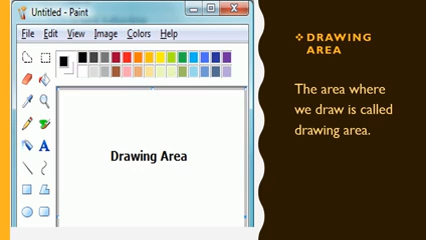 Untitled - Paint
File Edit View Image Colors Help
A
Drawing Area
DRAWING
AREA
The area where
we draw is called
drawing area.